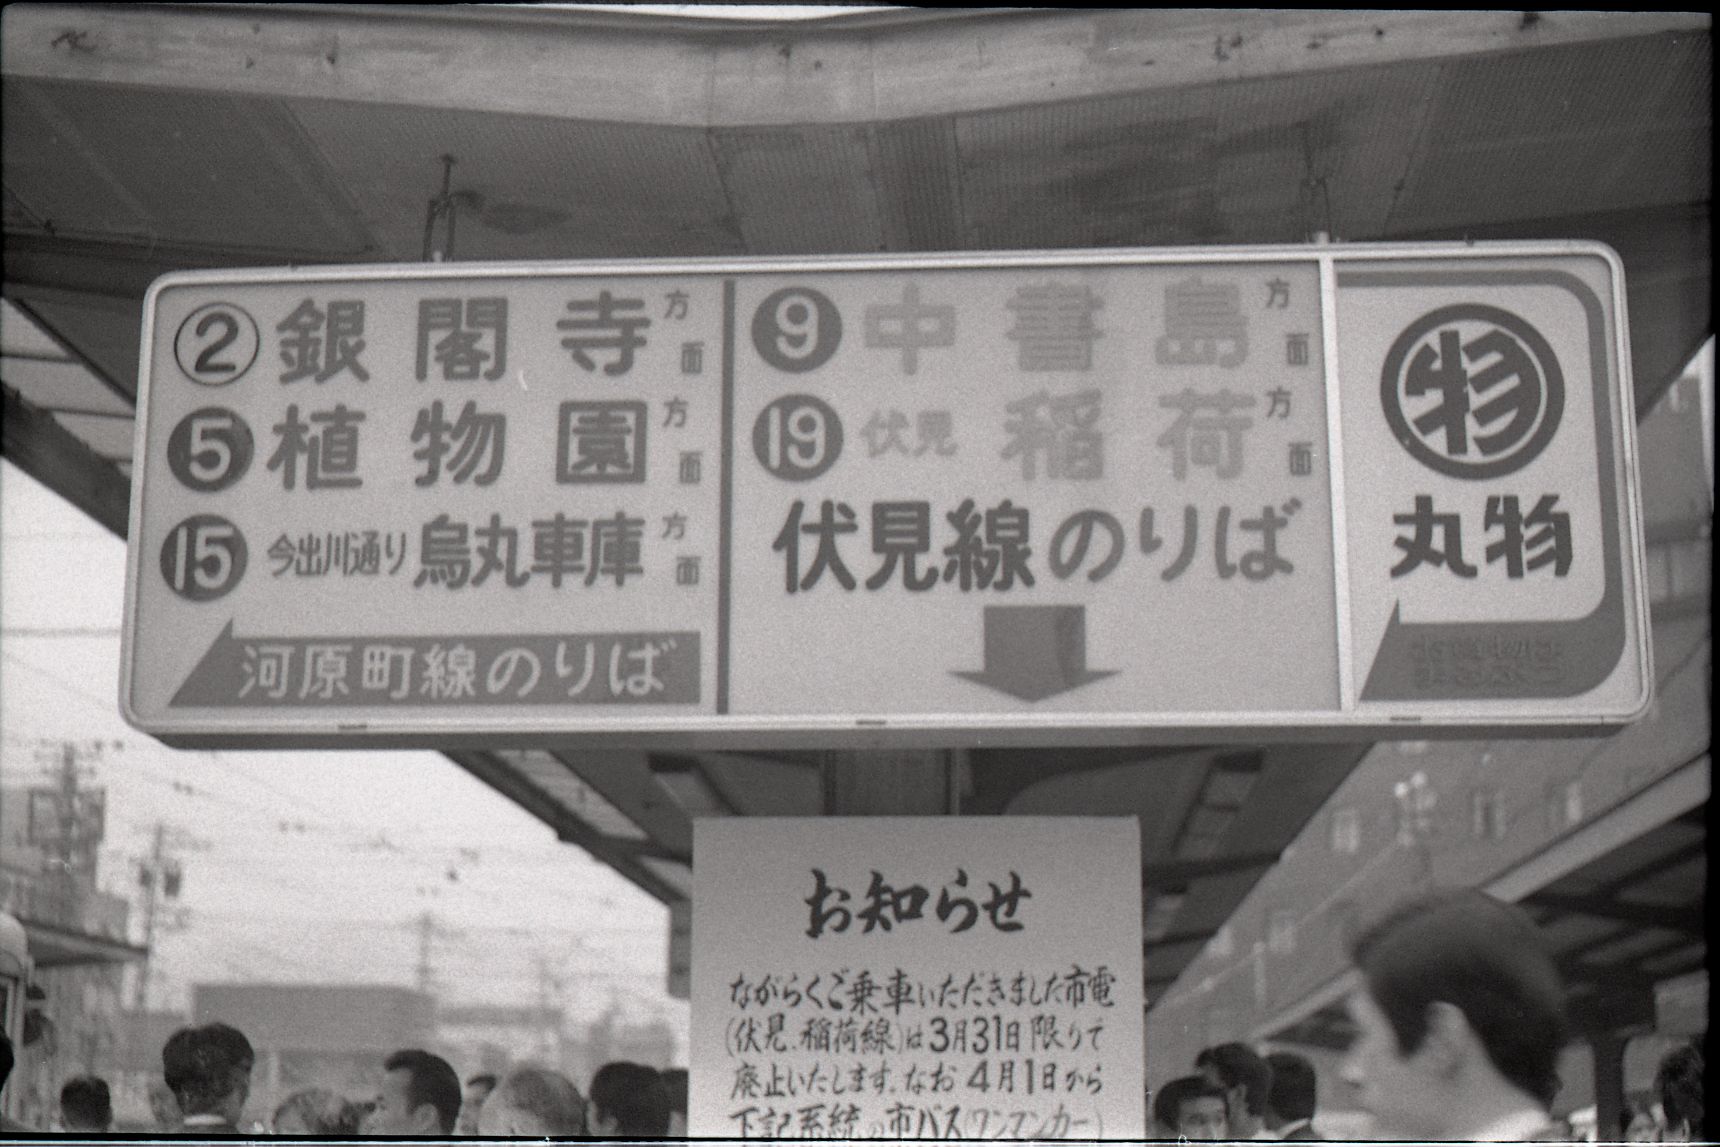 ② 銀閣寺方面
⑤ 植物園方面
⑮ 今出川通り 烏丸車庫方面
河原町線のりば
⑨ 中書島方面
⑲ 伏見 稲荷方面
伏見線のりば
物
丸物
お知らせ
ながらくご乗車いただきました市電
(伏見、稲荷線)は3月31日限りで
廃止いたします。なお4月1日から
下記系統の市バス(ワンマンカー)